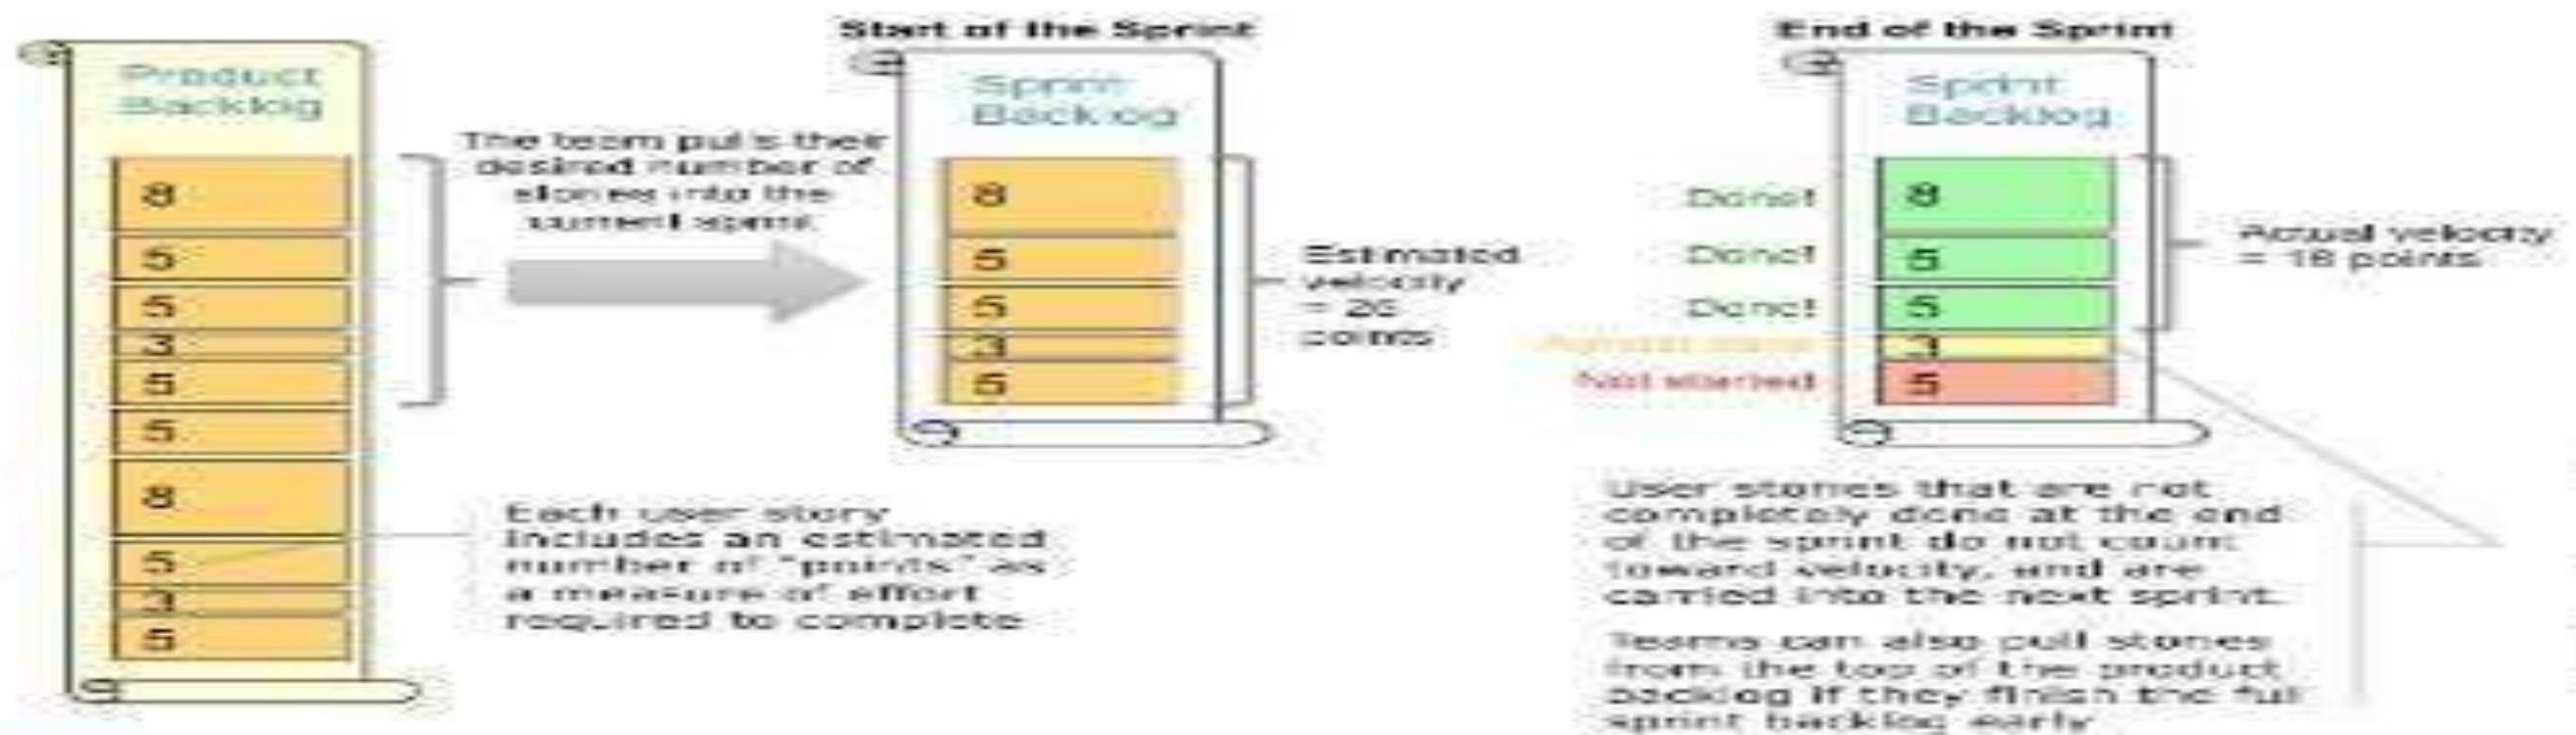 Start of the Sprint
End of the Sprint
Product
Backlog
8
5
5
3
5
5
8
5
3
5
The team pulls their
desired number of
stories into the
current sprint.
Each user story
includes an estimated
number of "points" as
a measure of effort
required to complete
Sprint
Backlog
8
5
5
3
5
Estimated
velocity
= 26
points
Sprint
Backlog
Done!
8
Done!
5
Done!
5
Almost done
3
Not started
5
Actual velocity
= 18 points
User stories that are not
completely done at the end
of the sprint do not count
toward velocity, and are
carried into the next sprint.
Teams can also pull stories
from the top of the product
backlog if they finish the full
sprint backlog early